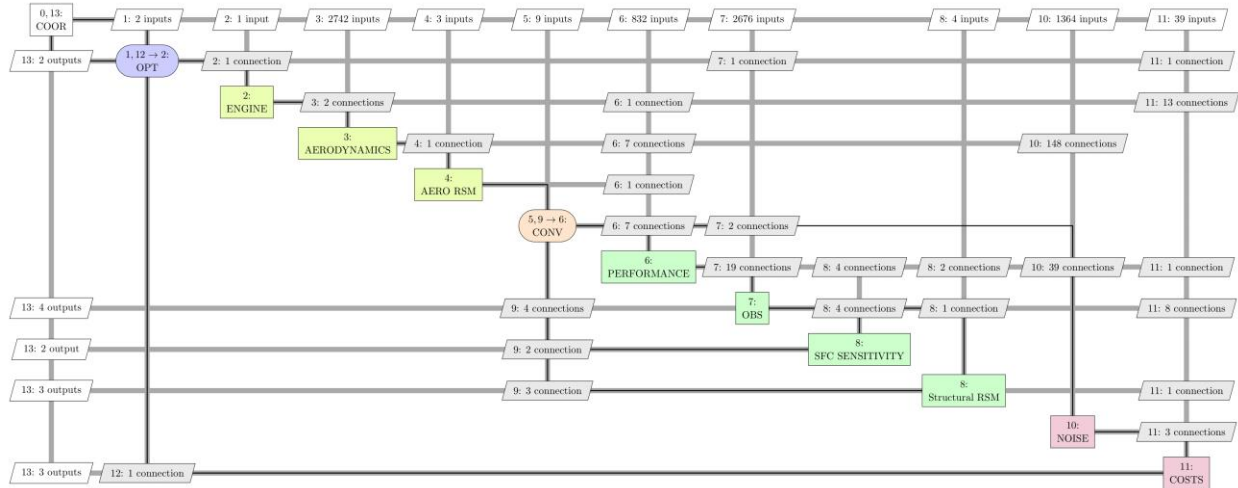 0, 13:
COOR
1: 2 inputs
2: 1 input
3: 2742 inputs
4: 3 inputs
5: 9 inputs
6: 832 inputs
7: 2676 inputs
8: 4 inputs
10: 1364 inputs
11: 39 inputs
13: 2 outputs
1, 12 → 2:
OPT
2: 1 connection
7: 1 connection
11: 1 connection
2:
ENGINE
3: 2 connections
6: 1 connection
11: 13 connections
3:
AERODYNAMICS
4: 1 connection
6: 7 connections
10: 148 connections
4:
AERO RSM
6: 1 connection
5, 9 → 6:
CONV
6: 7 connections
7: 2 connections
6:
PERFORMANCE
7: 19 connections
8: 4 connections
8: 2 connections
10: 39 connections
11: 1 connection
13: 4 outputs
9: 4 connections
7:
OBS
8: 4 connections
8: 1 connection
11: 8 connections
13: 2 output
9: 2 connection
8:
SFC SENSITIVITY
13: 3 outputs
9: 3 connection
8:
Structural RSM
11: 1 connection
10:
NOISE
11: 3 connections
13: 3 outputs
12: 1 connection
11:
COSTS